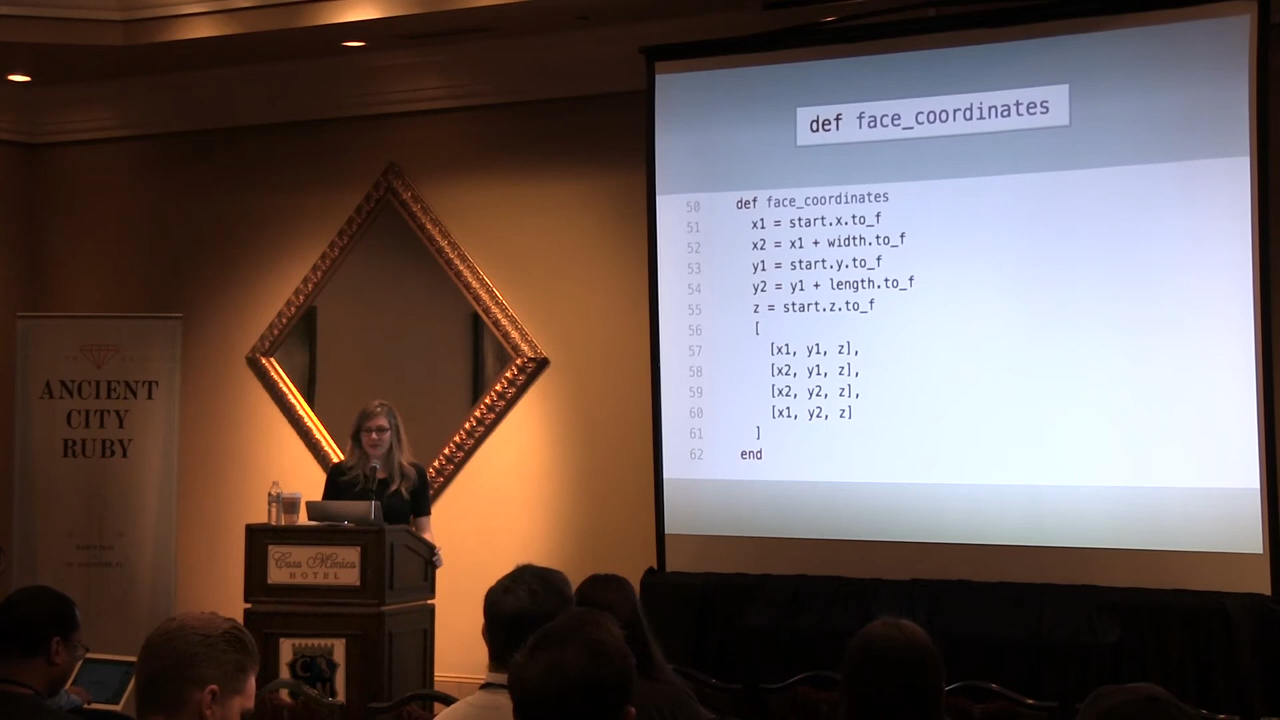 def face_coordinates
50 def face_coordinates
51 x1 = start.x.to_f
52 x2 = x1 + width.to_f
53 y1 = start.y.to_f
54 y2 = y1 + length.to_f
55 z = start.z.to_f
56 [
57 [x1, y1, z],
58 [x2, y1, z],
59 [x2, y2, z],
60 [x1, y2, z]
61 ]
62 end
ANCIENT
CITY
RUBY
Casa Monica
HOTEL